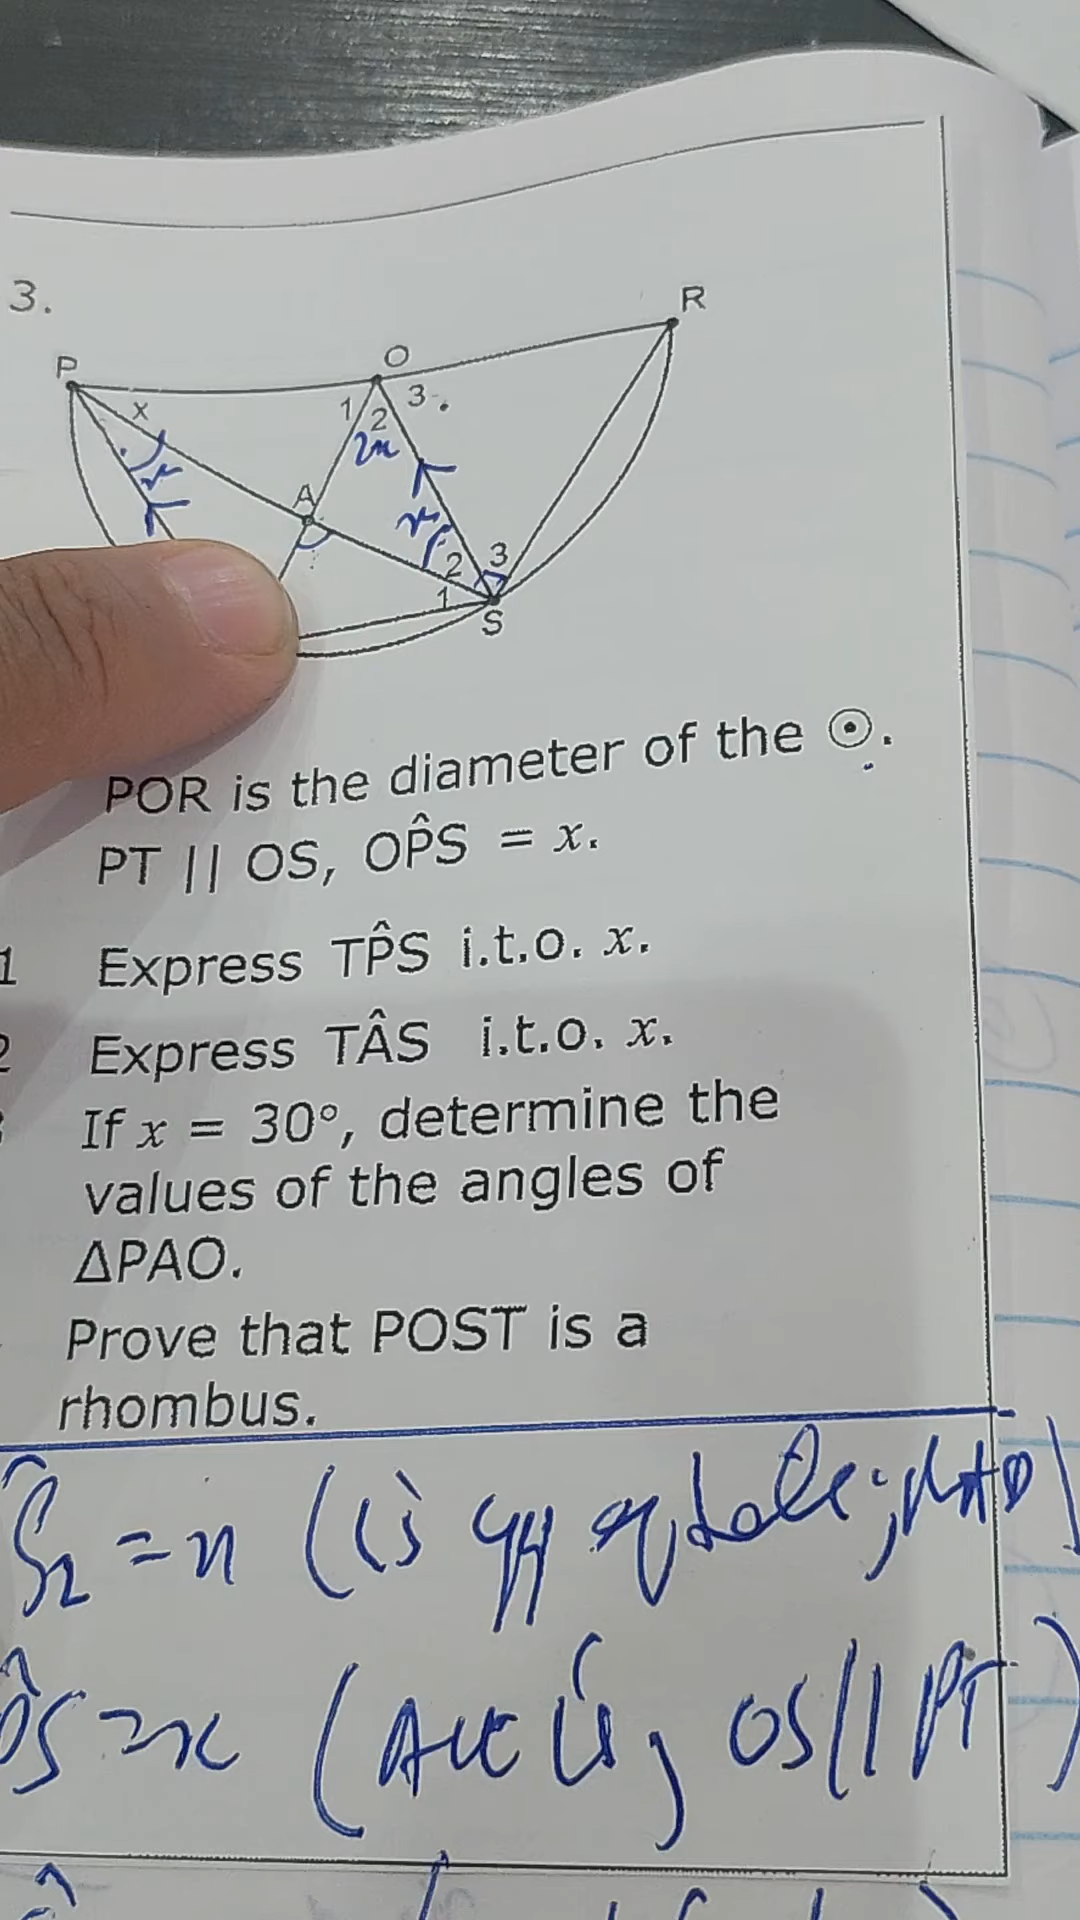 3.
P
O
R
x
1
2
3
2x
A
x
x
2
3
1
S
POR is the diameter of the ⊙.
PT || OS, OP̂S = x.
1 Express TP̂S i.t.o. x.
2 Express TÂS i.t.o. x.
If x = 30°, determine the
values of the angles of
ΔPAO.
Prove that POST is a
rhombus.
Ŝ2 = x (∠s opp
S = x (Alt ∠s, OS || PT)